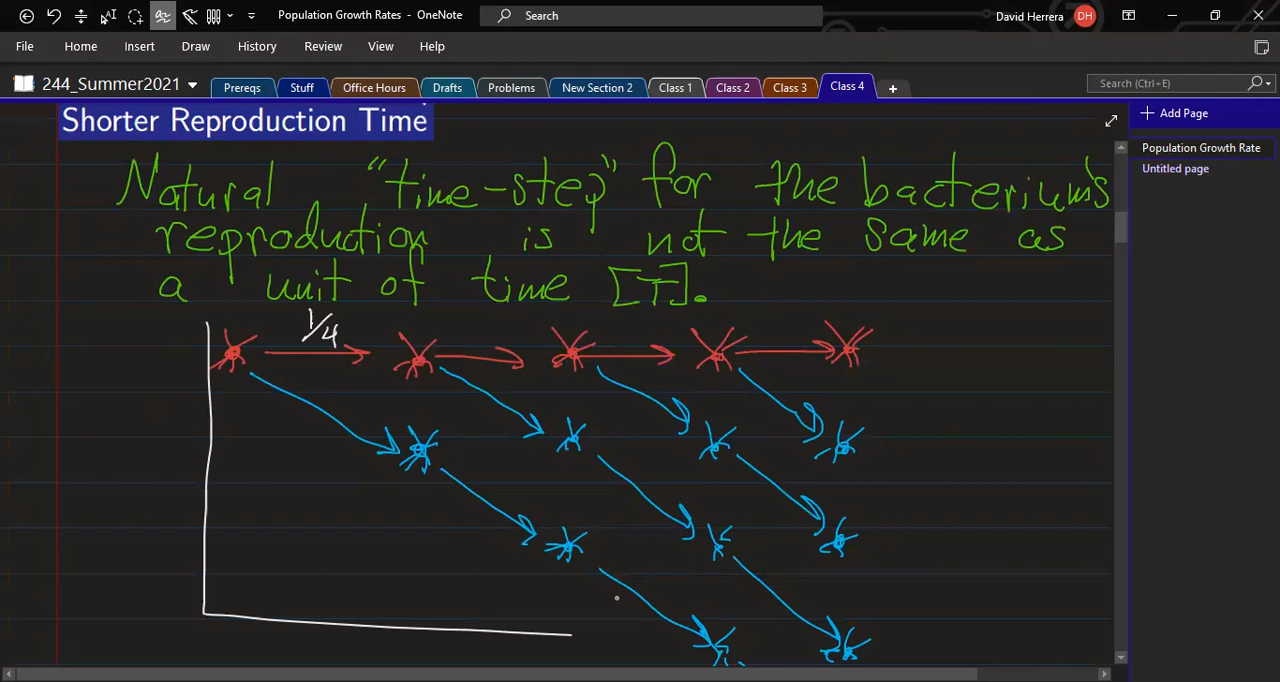 Population Growth Rates - OneNote
Search
David Herrera DH
File Home Insert Draw History Review View Help
244_Summer2021
Prereqs Stuff Office Hours Drafts Problems New Section 2 Class 1 Class 2 Class 3 Class 4
Search (Ctrl+E)
Add Page
Population Growth Rate
Untitled page
Shorter Reproduction Time
Natural "time-step" for the bacterium's
reproduction is not the same as
a unit of time [T].
1/4